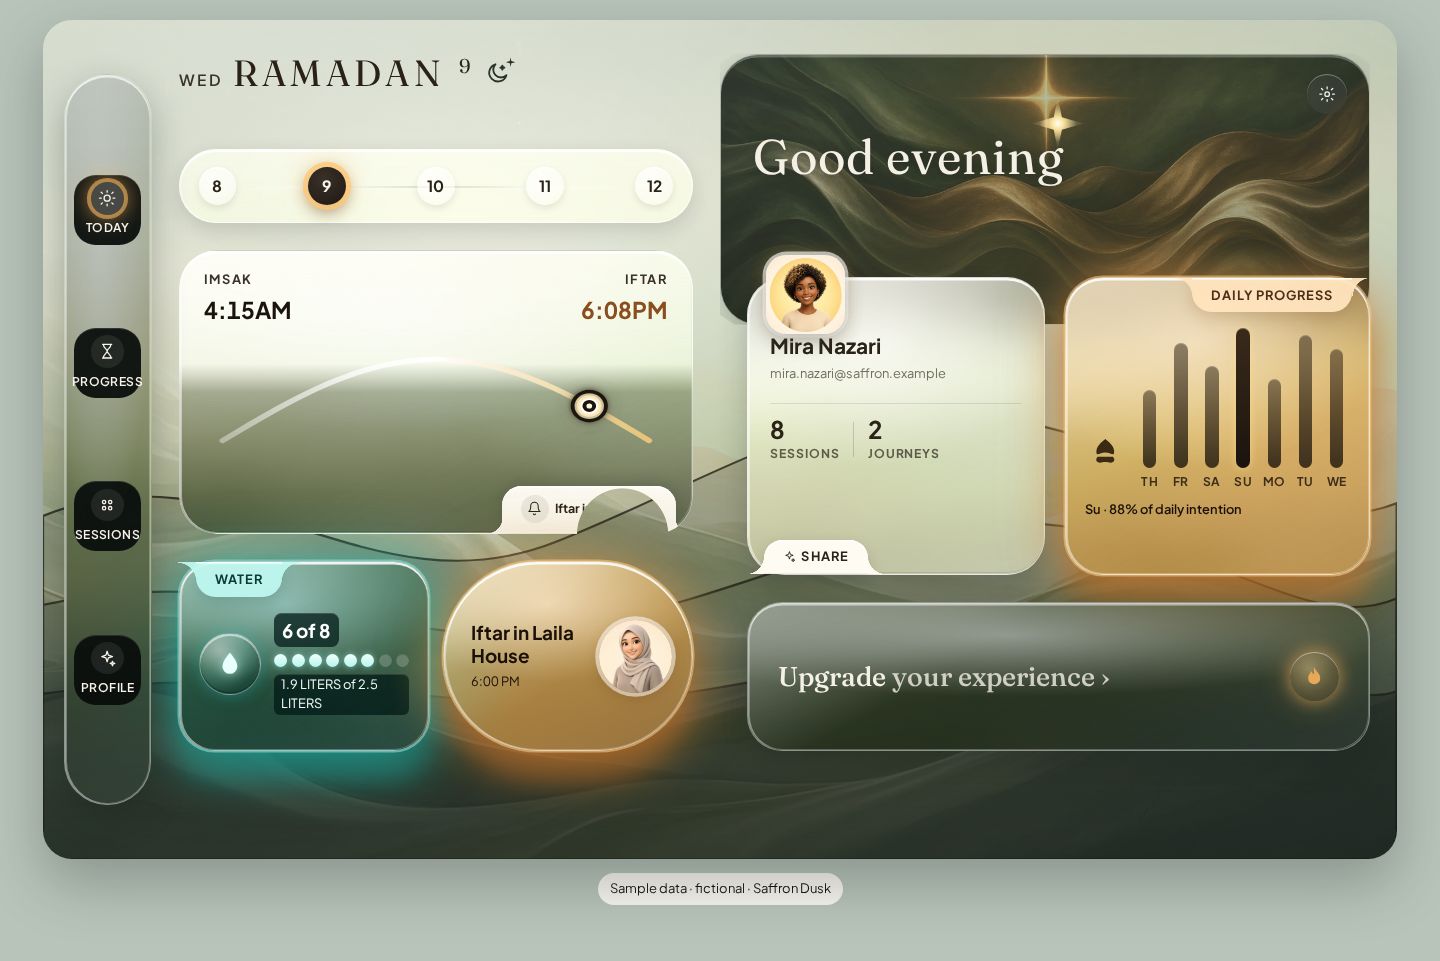 WED RAMADAN 9
TODAY
PROGRESS
SESSIONS
PROFILE
8 9 10 11 12
IMSAK IFTAR
4:15AM 6:08PM
Iftar
WATER
6 of 8
1.9 LITERS of 2.5
LITERS
Iftar in Laila
House
6:00 PM
Good evening
Mira Nazari
mira.nazari@saffron.example
8 2
SESSIONS JOURNEYS
SHARE
DAILY PROGRESS
TH FR SA SU MO TU WE
Su · 88% of daily intention
Upgrade your experience ›
Sample data · fictional · Saffron Dusk